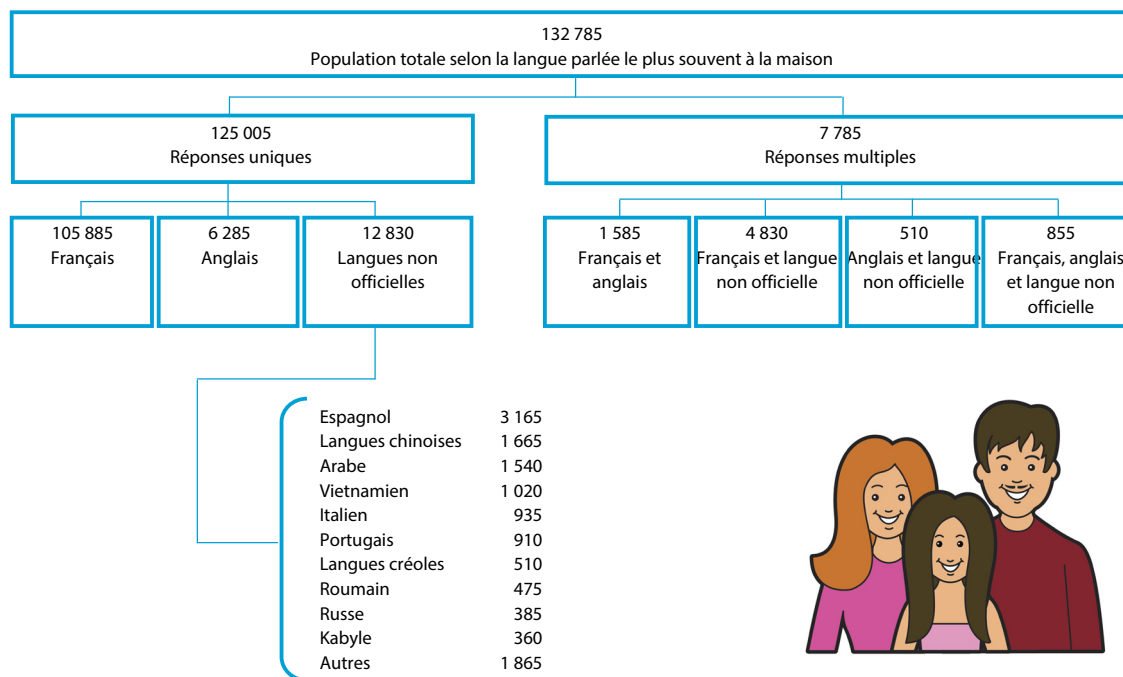 132 785
Population totale selon la langue parlée le plus souvent à la maison
125 005
Réponses uniques
7 785
Réponses multiples
105 885
Français
6 285
Anglais
12 830
Langues non
officielles
1 585
Français et
anglais
4 830
Français et langue
non officielle
510
Anglais et langue
non officielle
855
Français, anglais
et langue non
officielle
Espagnol 3 165
Langues chinoises 1 665
Arabe 1 540
Vietnamien 1 020
Italien 935
Portugais 910
Langues créoles 510
Roumain 475
Russe 385
Kabyle 360
Autres 1 865